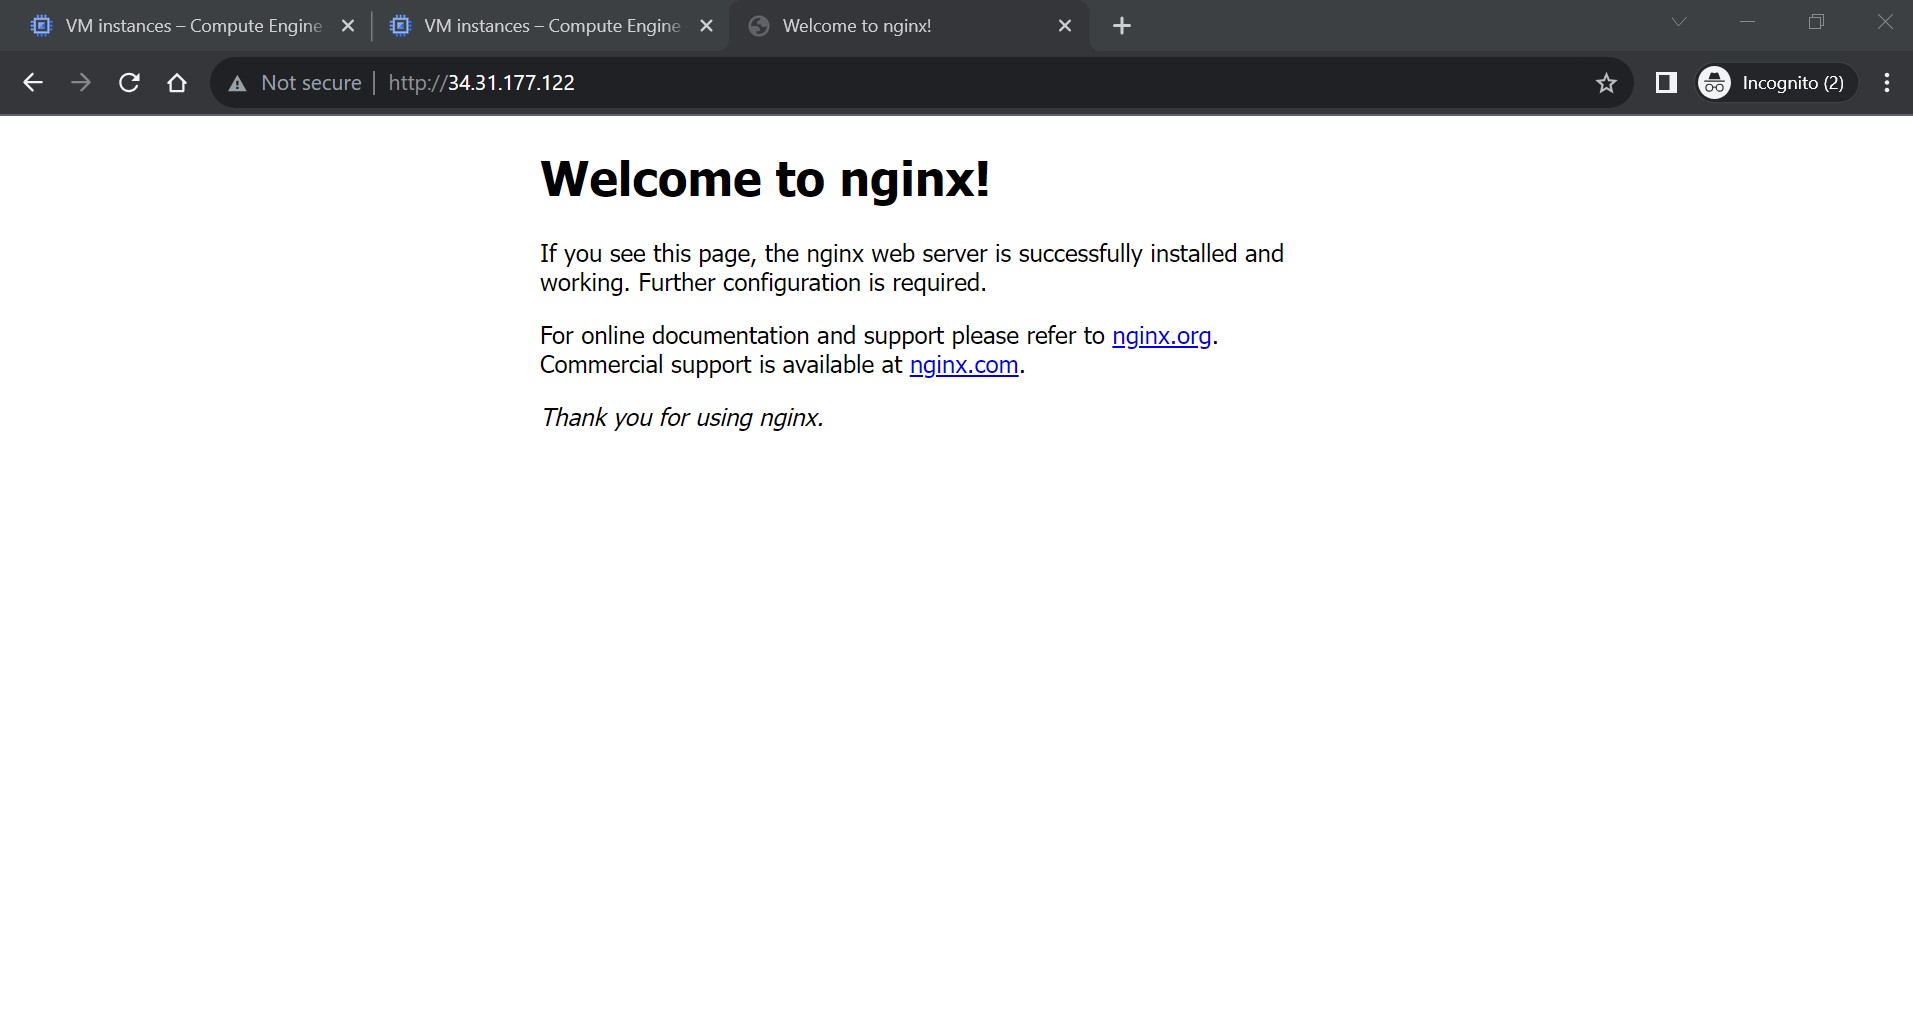 VM instances – Compute Engine
VM instances – Compute Engine
Welcome to nginx!
Not secure
http://34.31.177.122
Incognito (2)
Welcome to nginx!
If you see this page, the nginx web server is successfully installed and
working. Further configuration is required.
For online documentation and support please refer to nginx.org.
Commercial support is available at nginx.com.
Thank you for using nginx.